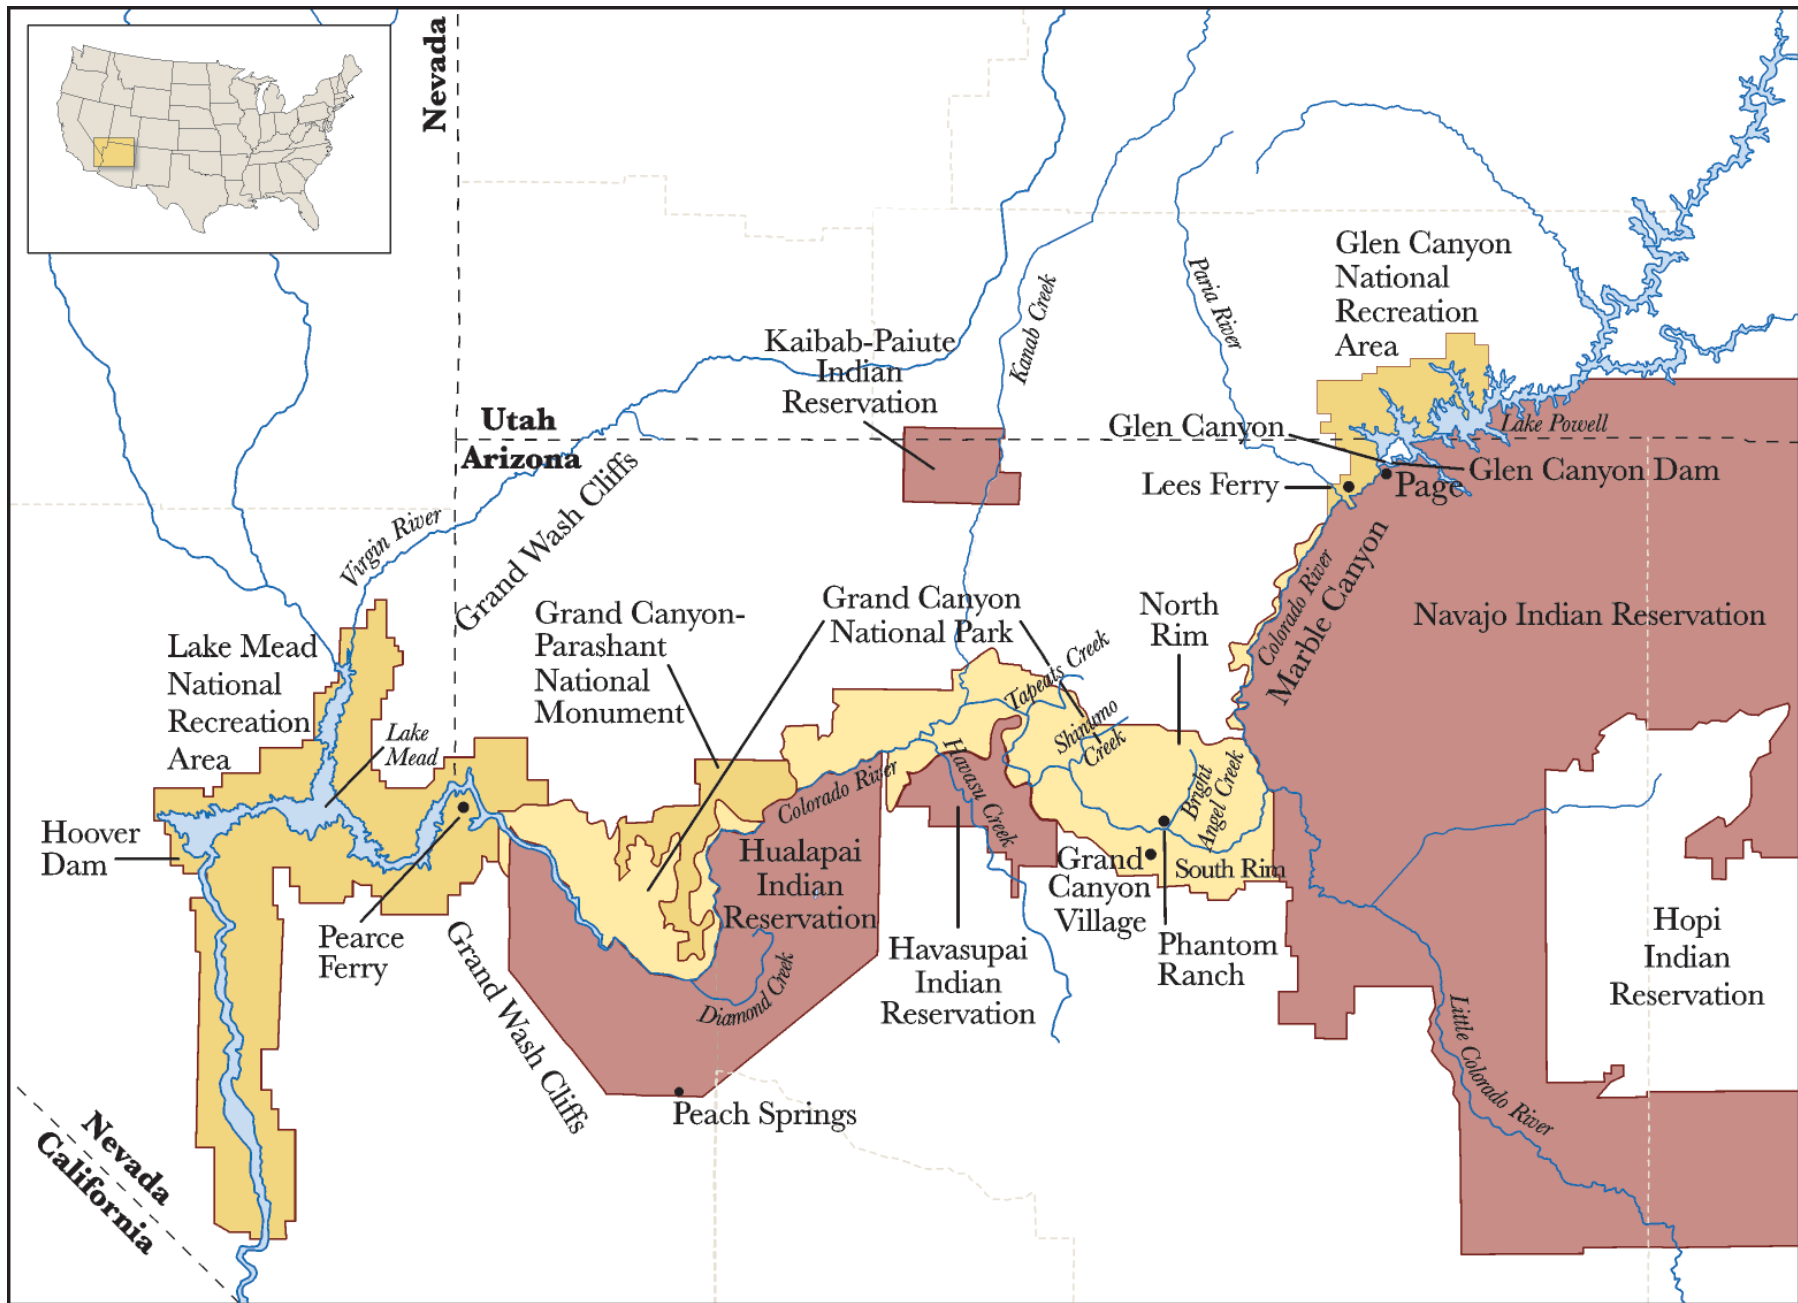 Nevada
Utah
Arizona
Kaibab-Paiute
Indian
Reservation
Kanab Creek
Paria River
Glen Canyon
National
Recreation
Area
Glen Canyon
Lake Powell
Glen Canyon Dam
Lees Ferry
Page
Virgin River
Grand Wash Cliffs
Colorado River
Marble Canyon
Navajo Indian Reservation
Grand Canyon-
Parashant
National
Monument
Grand Canyon
National Park
North
Rim
Lake Mead
National
Recreation
Area
Lake
Mead
Tapeats Creek
Shinumo
Creek
Bright
Angel Creek
Colorado River
Havasu Creek
Hoover
Dam
Hualapai
Indian
Reservation
Grand
Canyon
Village
South Rim
Pearce
Ferry
Grand Wash Cliffs
Diamond Creek
Havasupai
Indian
Reservation
Phantom
Ranch
Hopi
Indian
Reservation
Little Colorado River
Peach Springs
Nevada
California